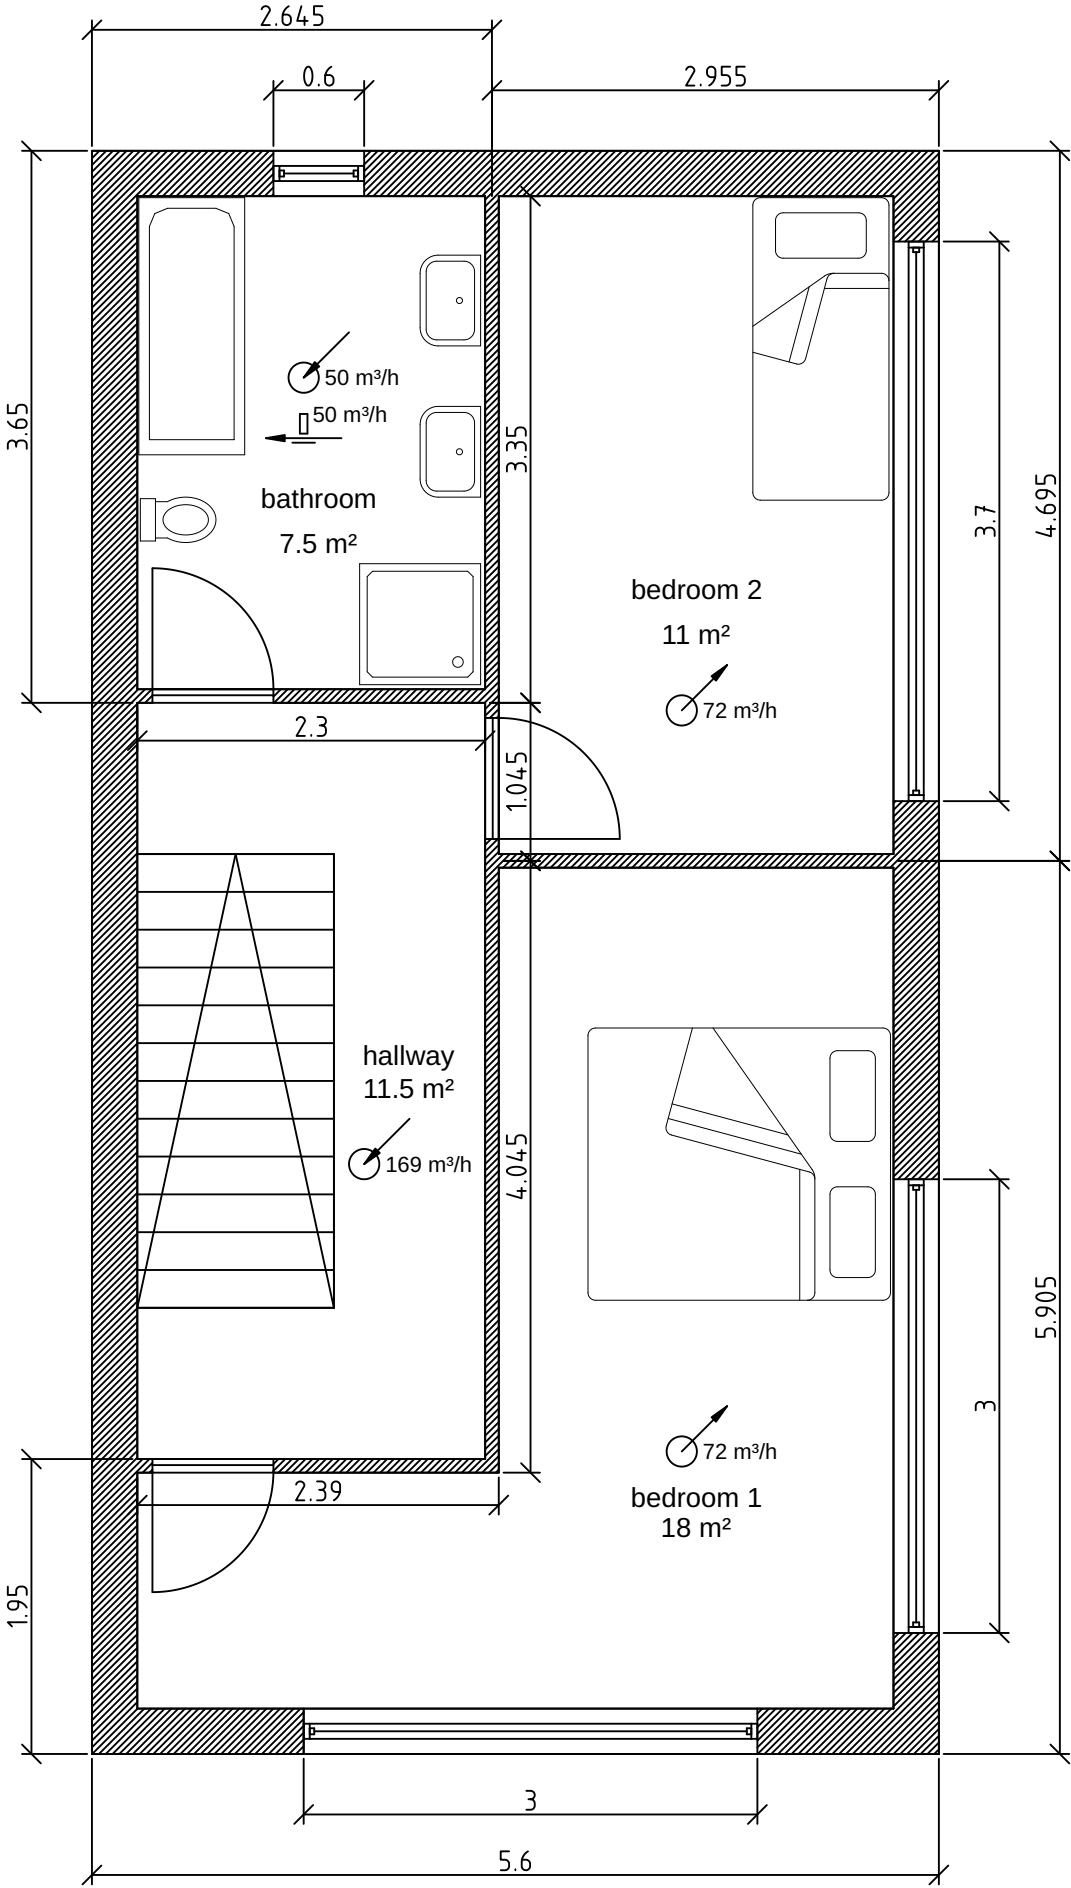 2.645
0.6
2.955
3.65
50 m³/h
50 m³/h
bathroom
7.5 m²
3.35
3.7
4.695
bedroom 2
11 m²
72 m³/h
2.3
1.045
hallway
11.5 m²
169 m³/h
4.045
5.905
3
72 m³/h
bedroom 1
18 m²
2.39
1.95
3
5.6